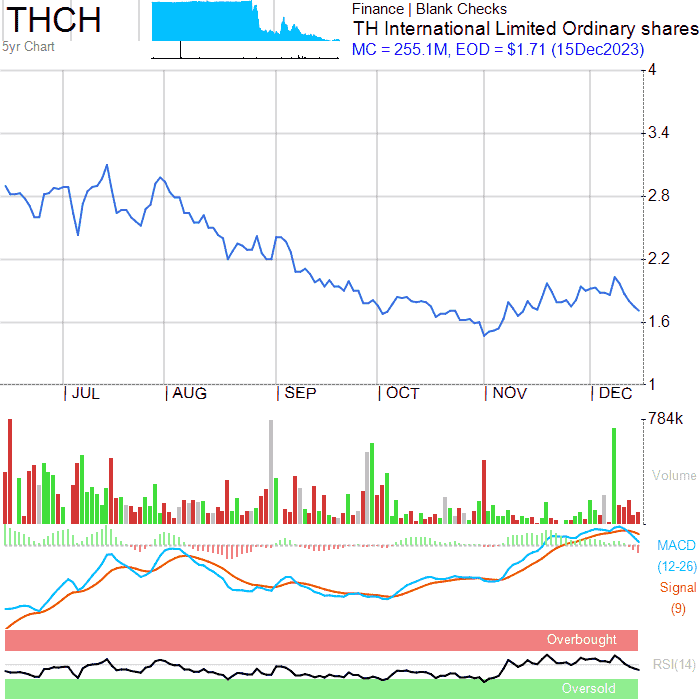 THCH
5yr Chart
Finance | Blank Checks
TH International Limited Ordinary shares
MC = 255.1M, EOD = $1.71 (15Dec2023)
4
3.4
2.8
2.2
1.6
1
JUL AUG SEP OCT NOV DEC
784k
Volume
MACD
(12-26)
Signal
(9)
Overbought
RSI(14)
Oversold